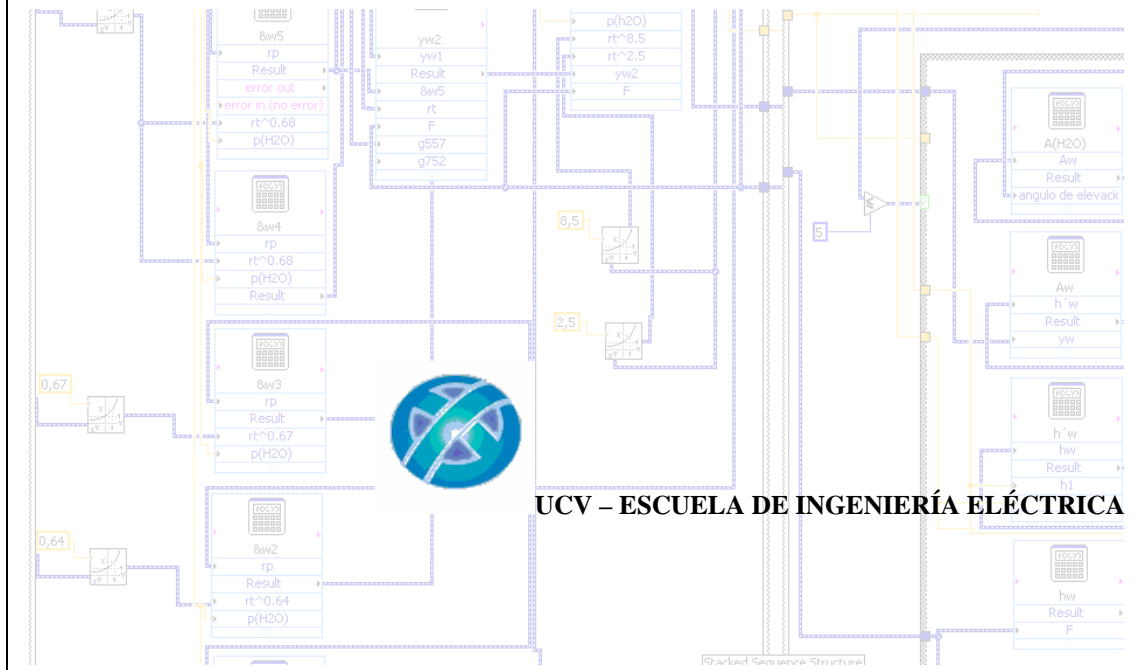 &w5
rp
Result
error out
error in (no error)
rt^0.68
p(H2O)
yw2
yw1
Result
&w5
rt
F
g557
g752
p(h2O)
rt^8.5
rt^2.5
yw2
F
A(H2O)
Aw
Result
angulo de elevació
&w4
rp
rt^0.68
p(H2O)
Result
8,5
5
2,5
Aw
h´w
Result
yw
0,67
&w3
rp
Result
rt^0.67
p(H2O)
h´w
hw
Result
h1
UCV – ESCUELA DE INGENIERÍA ELÉCTRICA
0,64
&w2
rp
Result
rt^0.64
p(H2O)
hw
Result
F
Stacked Sequence Structure